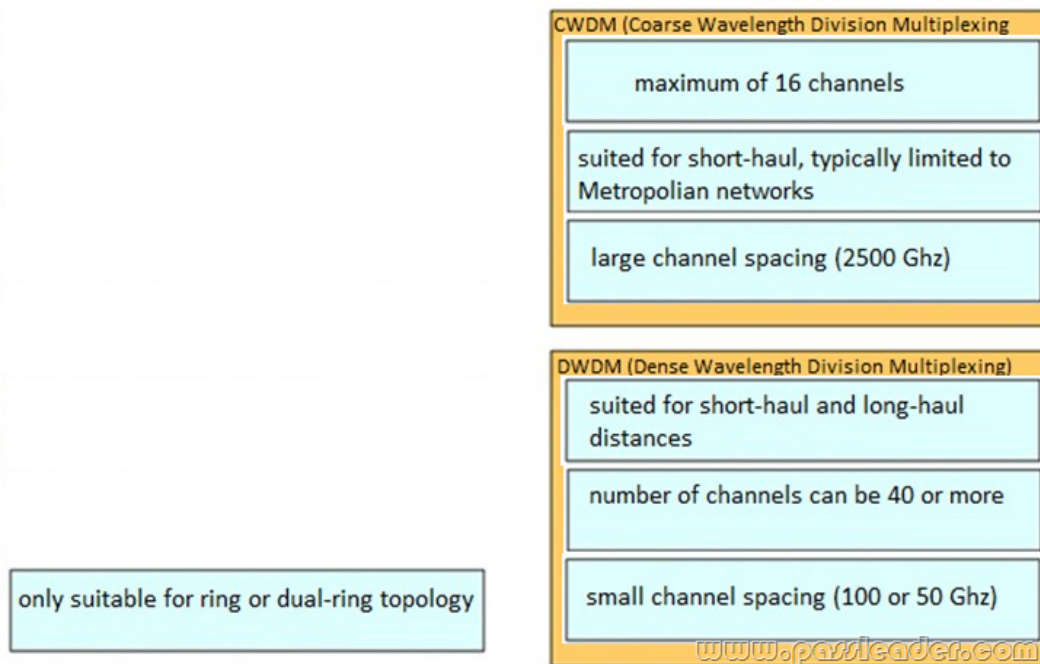 CWDM (Coarse Wavelength Division Multiplexing
maximum of 16 channels
suited for short-haul, typically limited to
Metropolian networks
large channel spacing (2500 Ghz)
DWDM (Dense Wavelength Division Multiplexing)
suited for short-haul and long-haul
distances
number of channels can be 40 or more
small channel spacing (100 or 50 Ghz)
only suitable for ring or dual-ring topology
www.passleader.com